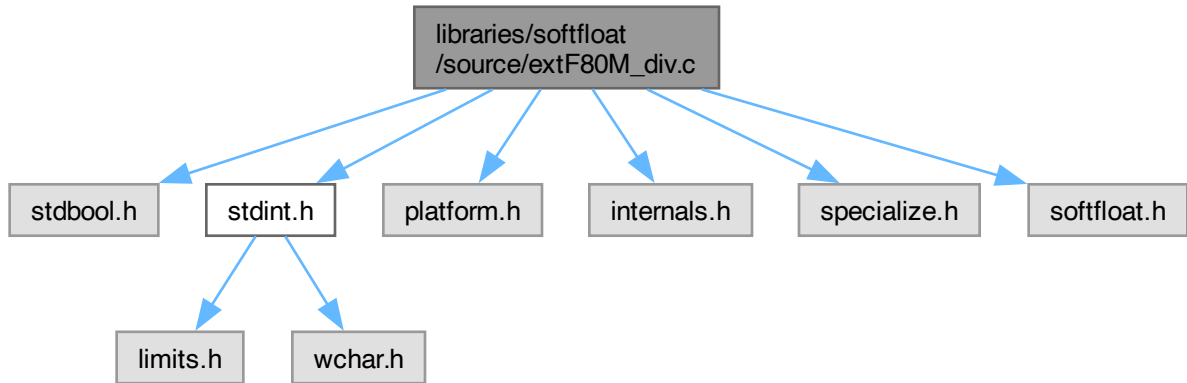 libraries/softfloat
/source/extF80M_div.c
stdbool.h
stdint.h
platform.h
internals.h
specialize.h
softfloat.h
limits.h
wchar.h